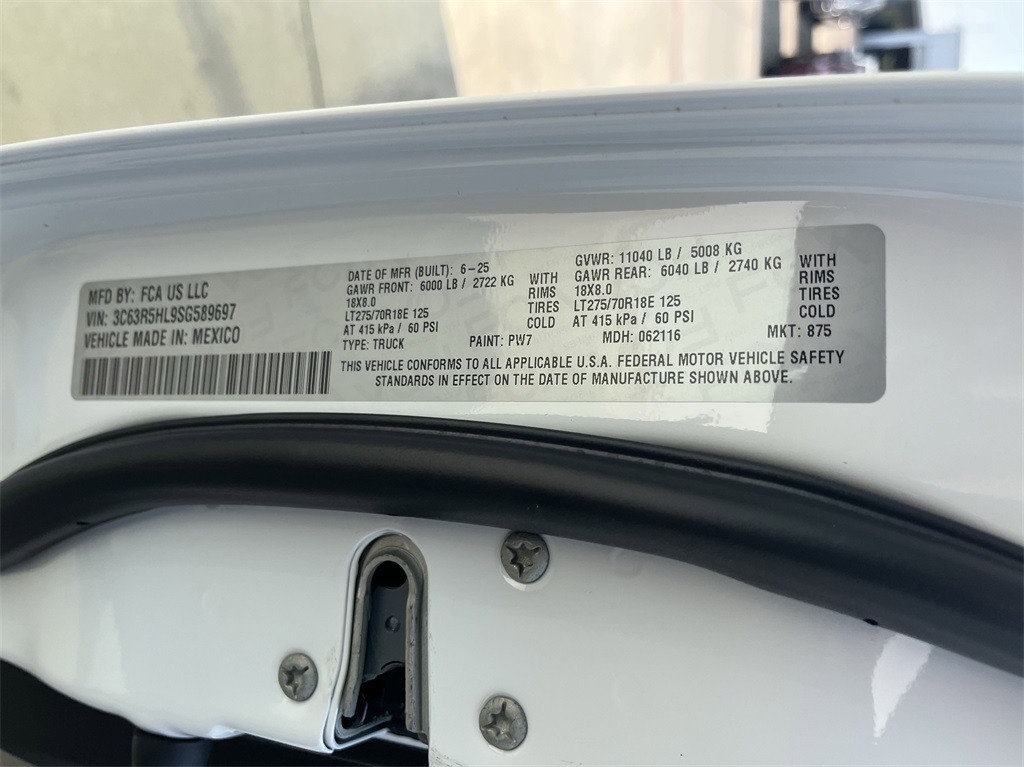 MFD BY: FCA US LLC
VIN: 3C63R5HL9SG589697
VEHICLE MADE IN: MEXICO
DATE OF MFR (BUILT): 6-25
GAWR FRONT: 6000 LB / 2722 KG WITH
18X8.0 RIMS
LT275/70R18E 125 TIRES
AT 415 kPa / 60 PSI COLD
TYPE: TRUCK PAINT: PW7
GVWR: 11040 LB / 5008 KG
GAWR REAR: 6040 LB / 2740 KG WITH
18X8.0 RIMS
LT275/70R18E 125 TIRES
AT 415 kPa / 60 PSI COLD
MDH: 062116 MKT: 875
THIS VEHICLE CONFORMS TO ALL APPLICABLE U.S.A. FEDERAL MOTOR VEHICLE SAFETY
STANDARDS IN EFFECT ON THE DATE OF MANUFACTURE SHOWN ABOVE.